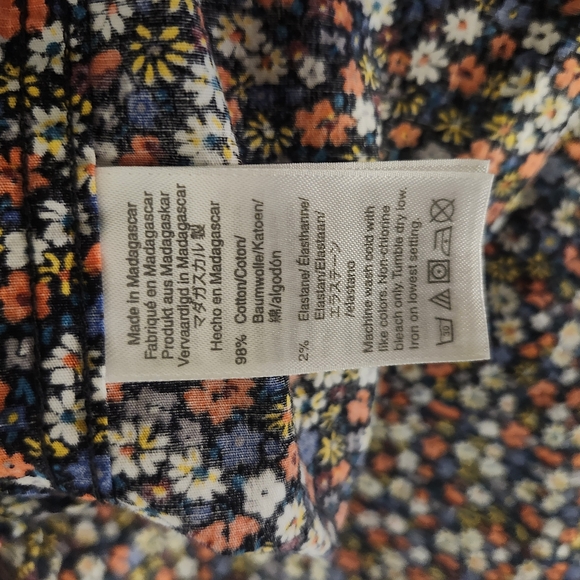 Made in Madagascar
Fabriqué en Madagascar
Produkt aus Madagaskar
Vervaardigd in Madagascar
マダガスカル 製
Hecho en Madagascar
98% Cotton/Coton/
Baumwolle/Katoen/
綿/algodón
2% Elastane/ Élasthanne/
Elastan/Elastaan/
エラステーン
/elastano
Machine wash cold with
like colors. Non-chlorine
bleach only. Tumble dry low.
Iron on lowest setting.
30